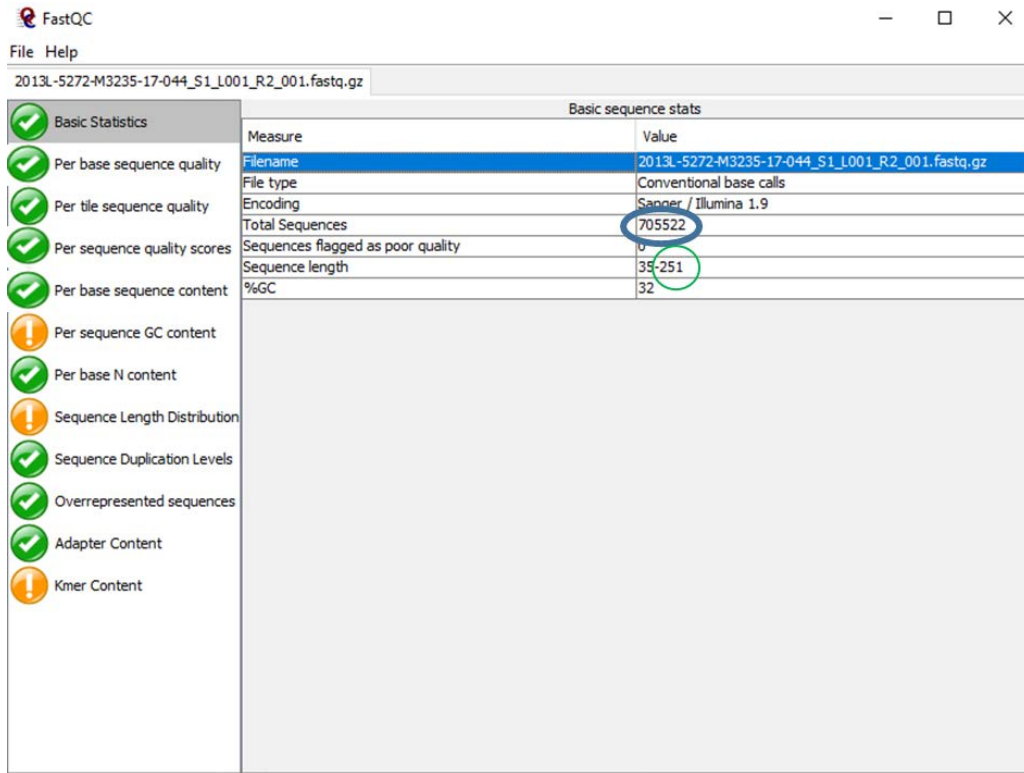 FastQC
File Help
2013L-5272-M3235-17-044_S1_L001_R2_001.fastq.gz
Basic Statistics
Per base sequence quality
Per tile sequence quality
Per sequence quality scores
Per base sequence content
Per sequence GC content
Per base N content
Sequence Length Distribution
Sequence Duplication Levels
Overrepresented sequences
Adapter Content
Kmer Content
Basic sequence stats
Measure Value
Filename 2013L-5272-M3235-17-044_S1_L001_R2_001.fastq.gz
File type Conventional base calls
Encoding Sanger / Illumina 1.9
Total Sequences 705522
Sequences flagged as poor quality 0
Sequence length 35-251
%GC 32